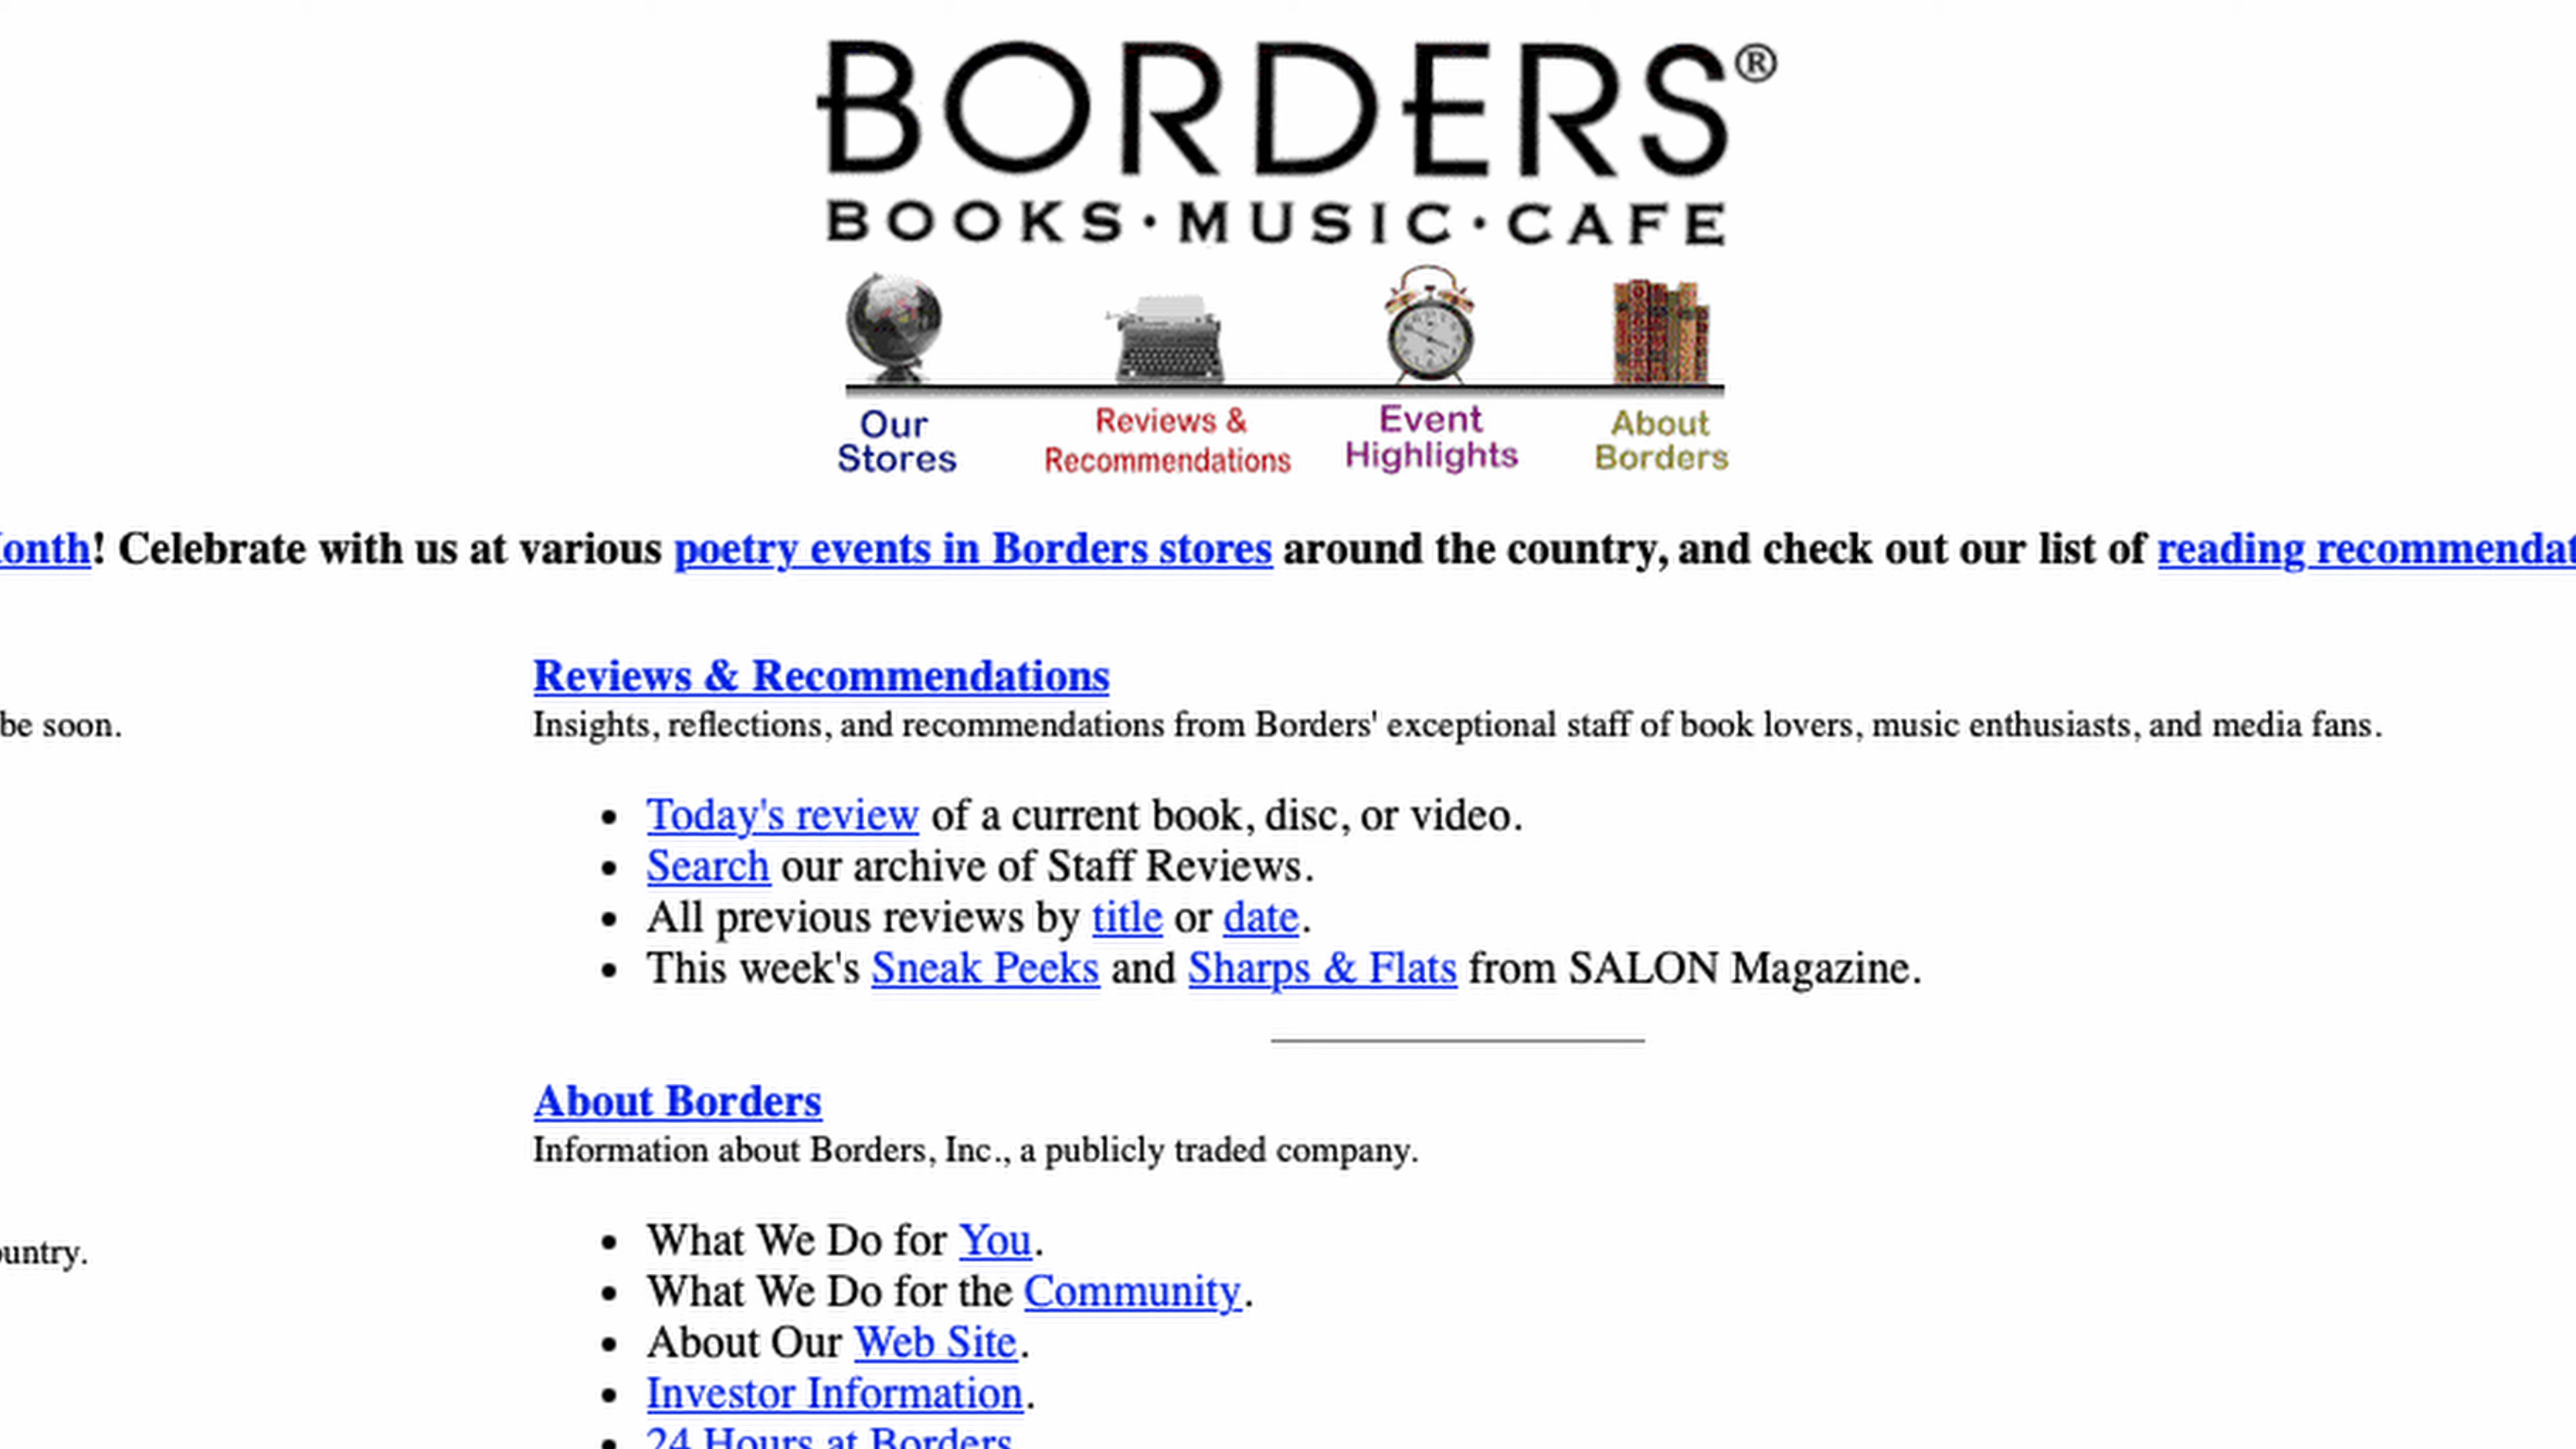 BORDERS®
BOOKS·MUSIC·CAFE
Our
Stores
Reviews &
Recommendations
Event
Highlights
About
Borders
! Celebrate with us at various poetry events in Borders stores around the country, and check out our list of reading
be soon.
Reviews & Recommendations
Insights, reflections, and recommendations from Borders' exceptional staff of book lovers, music enthusiasts, and media fans.
• Today's review of a current book, disc, or video.
• Search our archive of Staff Reviews.
• All previous reviews by title or date.
• This week's Sneak Peeks and Sharps & Flats from SALON Magazine.
About Borders
Information about Borders, Inc., a publicly traded company.
• What We Do for You.
• What We Do for the Community.
• About Our Web Site.
• Investor Information.
• 24 Hours at Borders